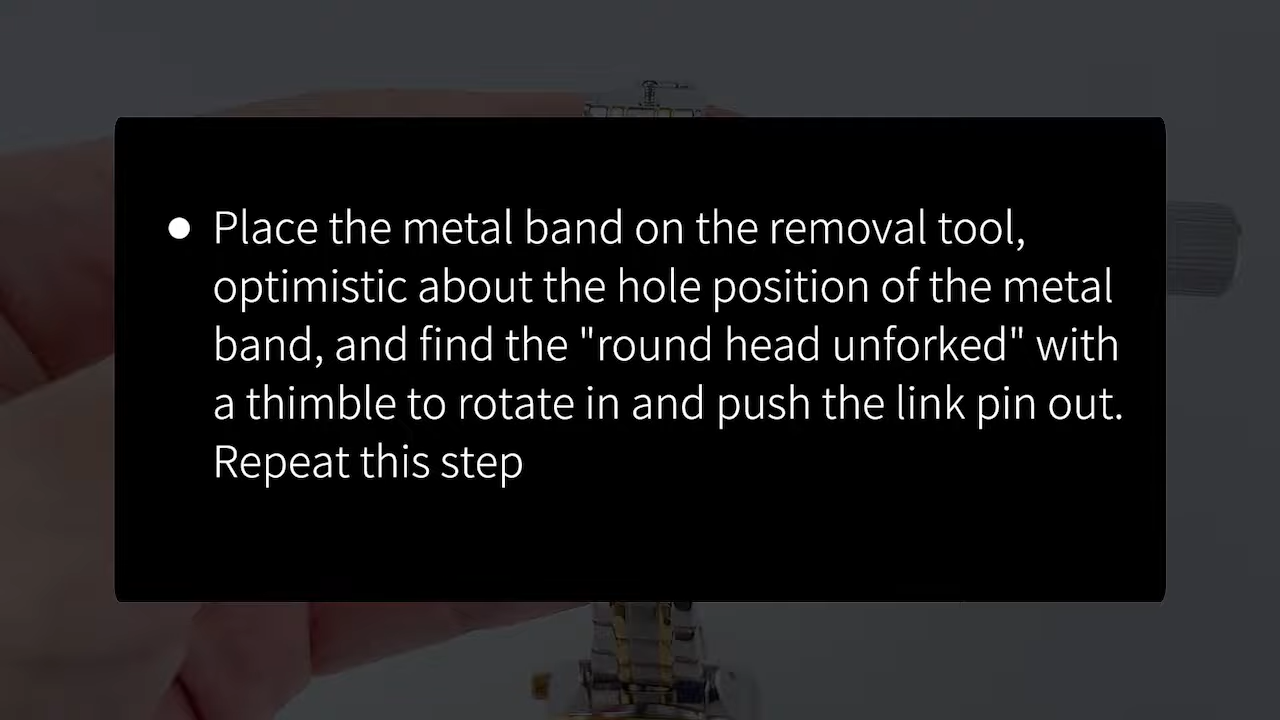 ● Place the metal band on the removal tool,
optimistic about the hole position of the metal
band, and find the "round head unforked" with
a thimble to rotate in and push the link pin out.
Repeat this step